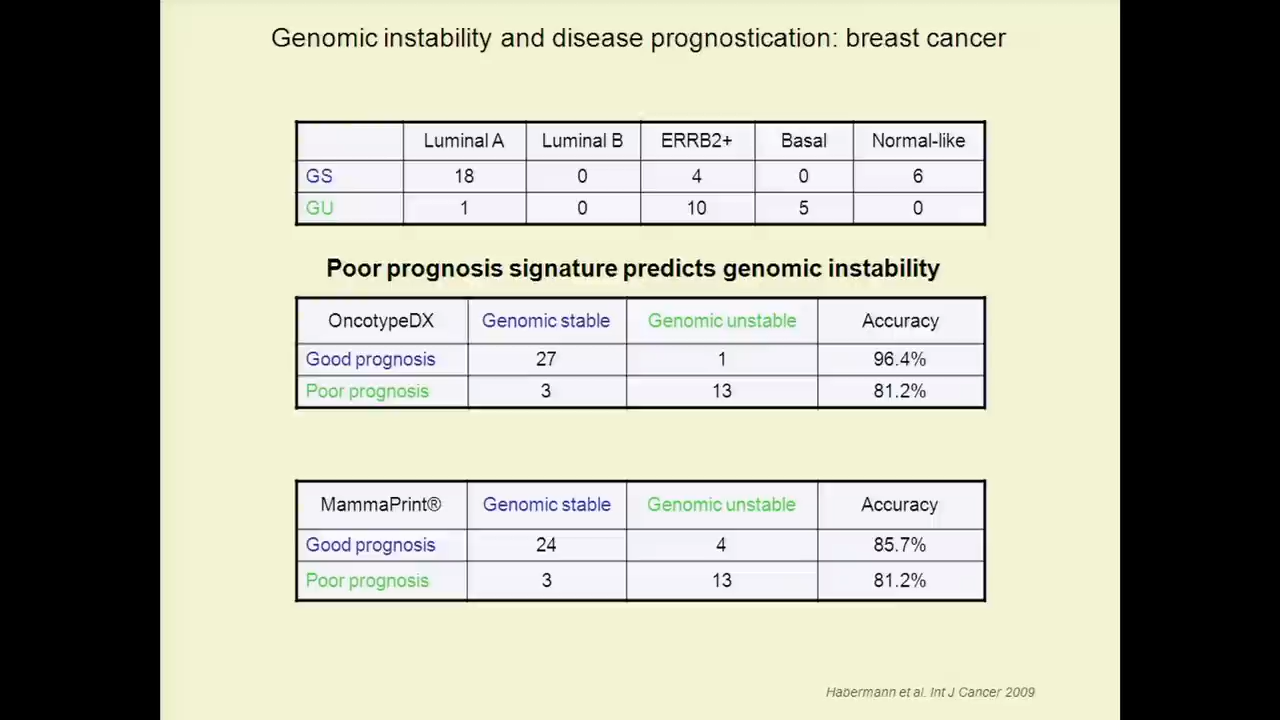 Genomic instability and disease prognostication: breast cancer
Luminal A Luminal B ERRB2+ Basal Normal-like
GS 18 0 4 0 6
GU 1 0 10 5 0
Poor prognosis signature predicts genomic instability
OncotypeDX Genomic stable Genomic unstable Accuracy
Good prognosis 27 1 96.4%
Poor prognosis 3 13 81.2%
MammaPrint® Genomic stable Genomic unstable Accuracy
Good prognosis 24 4 85.7%
Poor prognosis 3 13 81.2%
Habermann et al. Int J Cancer 2009